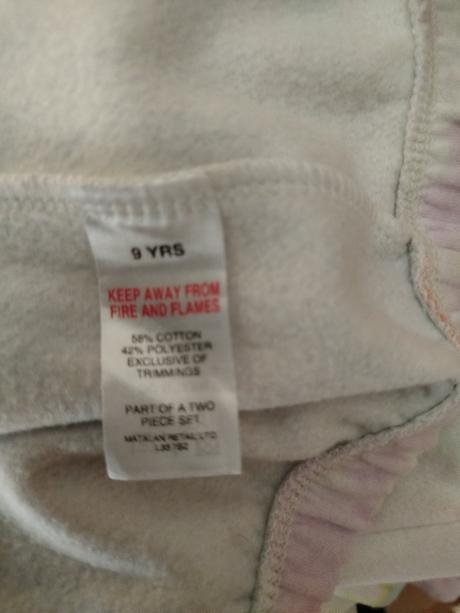 9 YRS
KEEP AWAY FROM
FIRE AND FLAMES
58% COTTON
42% POLYESTER
EXCLUSIVE OF
TRIMMINGS
PART OF A TWO
PIECE SET
MATALAN RETAIL LTD